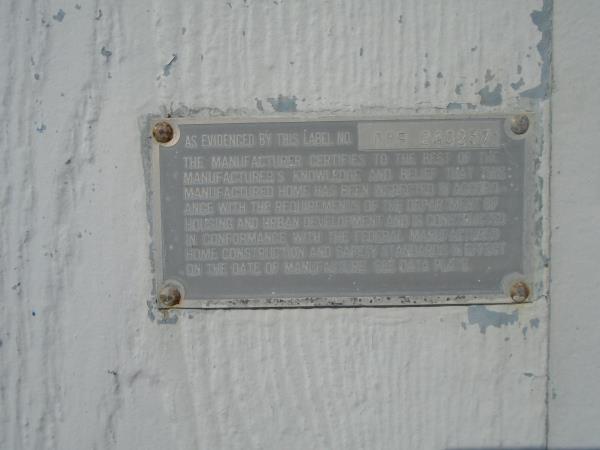 AS EVIDENCED BY THIS LABEL NO.
THE MANUFACTURER CERTIFIES TO THE BEST OF THE
MANUFACTURER'S KNOWLEDGE AND BELIEF THAT THIS
MANUFACTURED HOME HAS BEEN INSPECTED IN ACCORD-
ANCE WITH THE REQUIREMENTS OF THE DEPARTMENT OF
HOUSING AND URBAN DEVELOPMENT AND IS CONSTRUCTED
IN CONFORMANCE WITH THE FEDERAL MANUFACTURED
HOME CONSTRUCTION AND SAFETY STANDARDS IN EFFECT
ON THE DATE OF MANUFACTURE. SEE DATA PLATE.